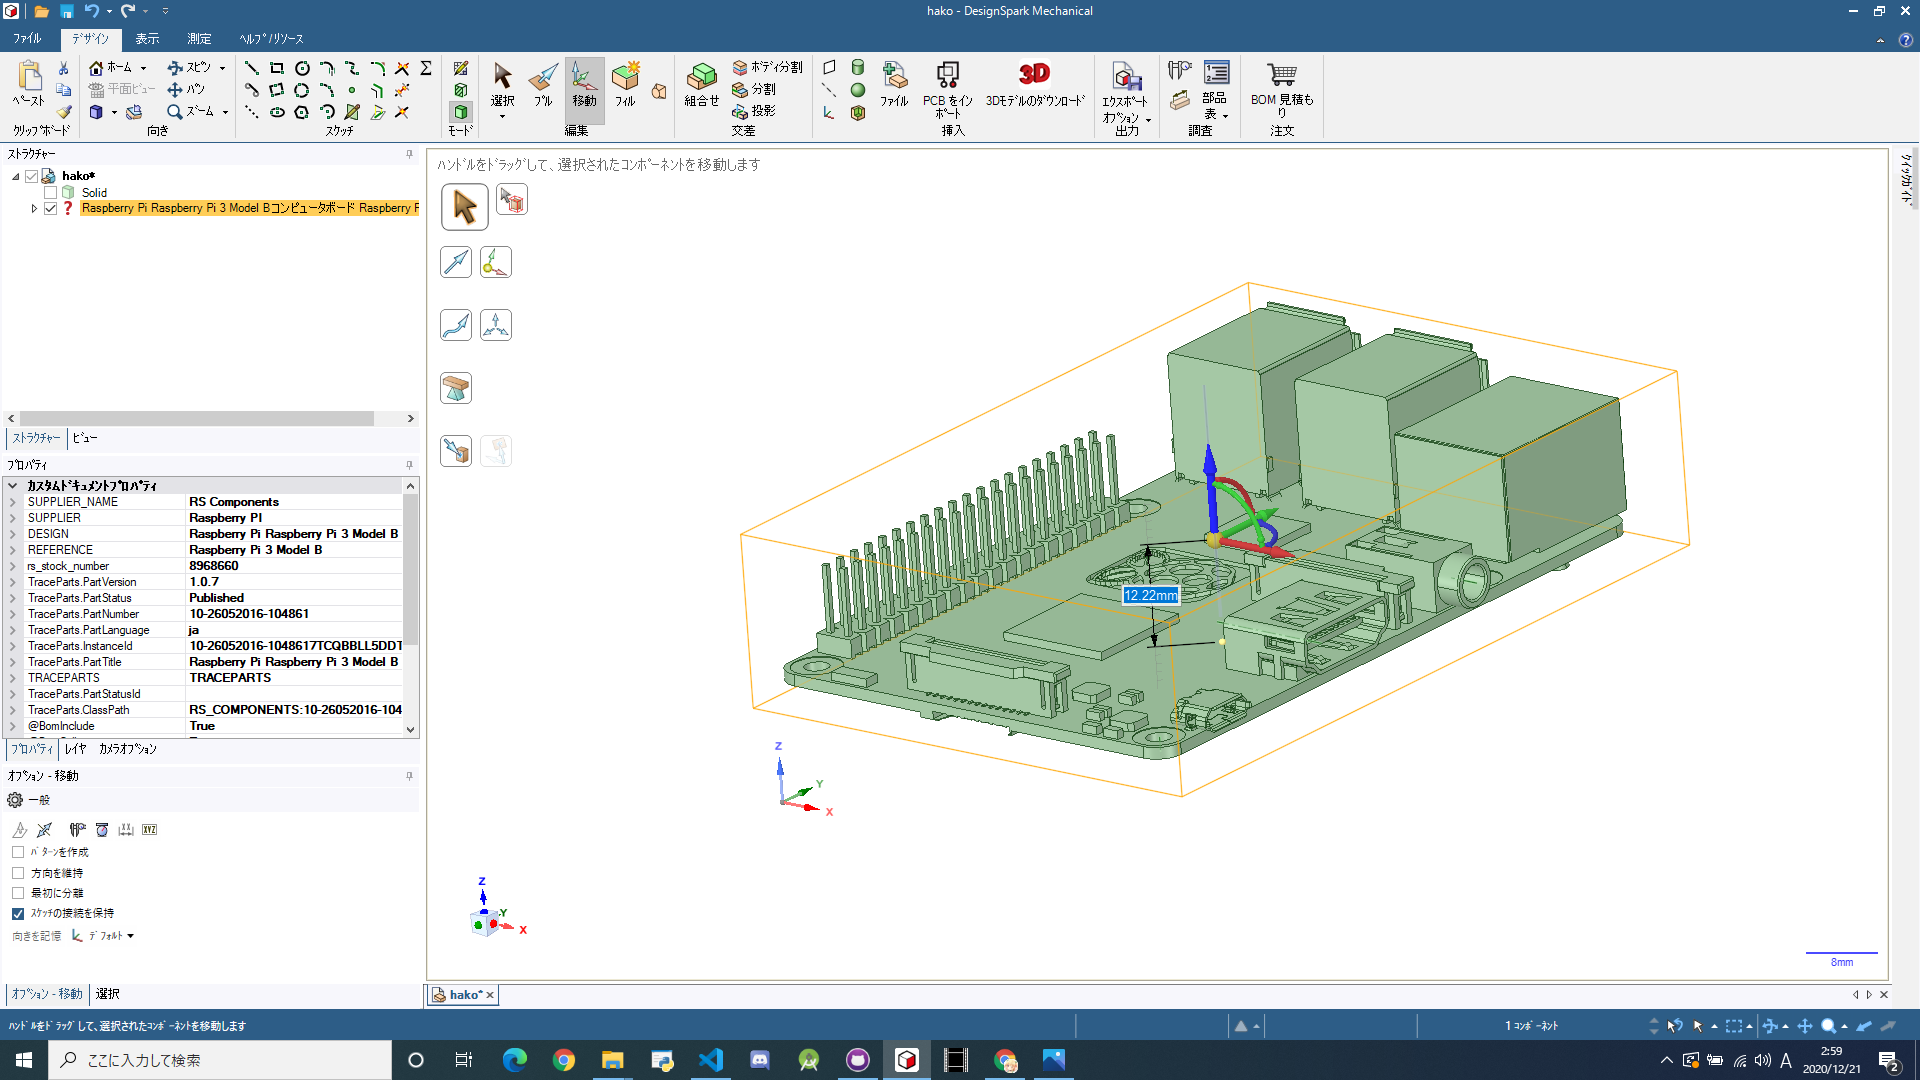 hako - DesignSpark Mechanical
ファイル
デザイン
表示
測定
ヘルプ/リソース
ペースト
クリップボード
ホーム
平面ビュー
スピン
パン
ズーム
向き
スケッチ
モード
選択
プル
移動
フィル
編集
組合せ
ボディ分割
分割
投影
交差
ファイル
PCB をインポート
3Dモデルのダウンロード
挿入
エクスポート
オプション
出力
部品
表
調査
BOM 見積もり
注文
ストラクチャー
hako*
Solid
Raspberry Pi Raspberry Pi 3 Model Bコンピュータボード Raspberry F
ストラクチャー
ビュー
プロパティ
カスタムドキュメントプロパティ
SUPPLIER_NAME RS Components
SUPPLIER Raspberry PI
DESIGN Raspberry Pi Raspberry Pi 3 Model B
REFERENCE Raspberry Pi 3 Model B
rs_stock_number 8968660
TraceParts.PartVersion 1.0.7
TraceParts.PartStatus Published
TraceParts.PartNumber 10-26052016-104861
TraceParts.PartLanguage ja
TraceParts.InstanceId 10-26052016-1048617TCQBBLL5DDT
TraceParts.PartTitle Raspberry Pi Raspberry Pi 3 Model B
TRACEPARTS TRACEPARTS
TraceParts.PartStatusId
TraceParts.ClassPath RS_COMPONENTS:10-26052016-104
@BomInclude True
プロパティ
レイヤ
カメラオプション
オプション - 移動
一般
XYZ
パターンを作成
方向を維持
最初に分離
スケッチの接続を保持
向きを記憶
デフォルト
オプション - 移動
選択
ハンドルをドラッグして、選択されたコンポーネントを移動します
12.22mm
Z
Y
X
Z
Y
X
8mm
クイックガイド
hako*
ハンドルをドラッグして、選択されたコンポーネントを移動します
1 コンポーネント
ここに入力して検索
A
2:59
2020/12/21
2